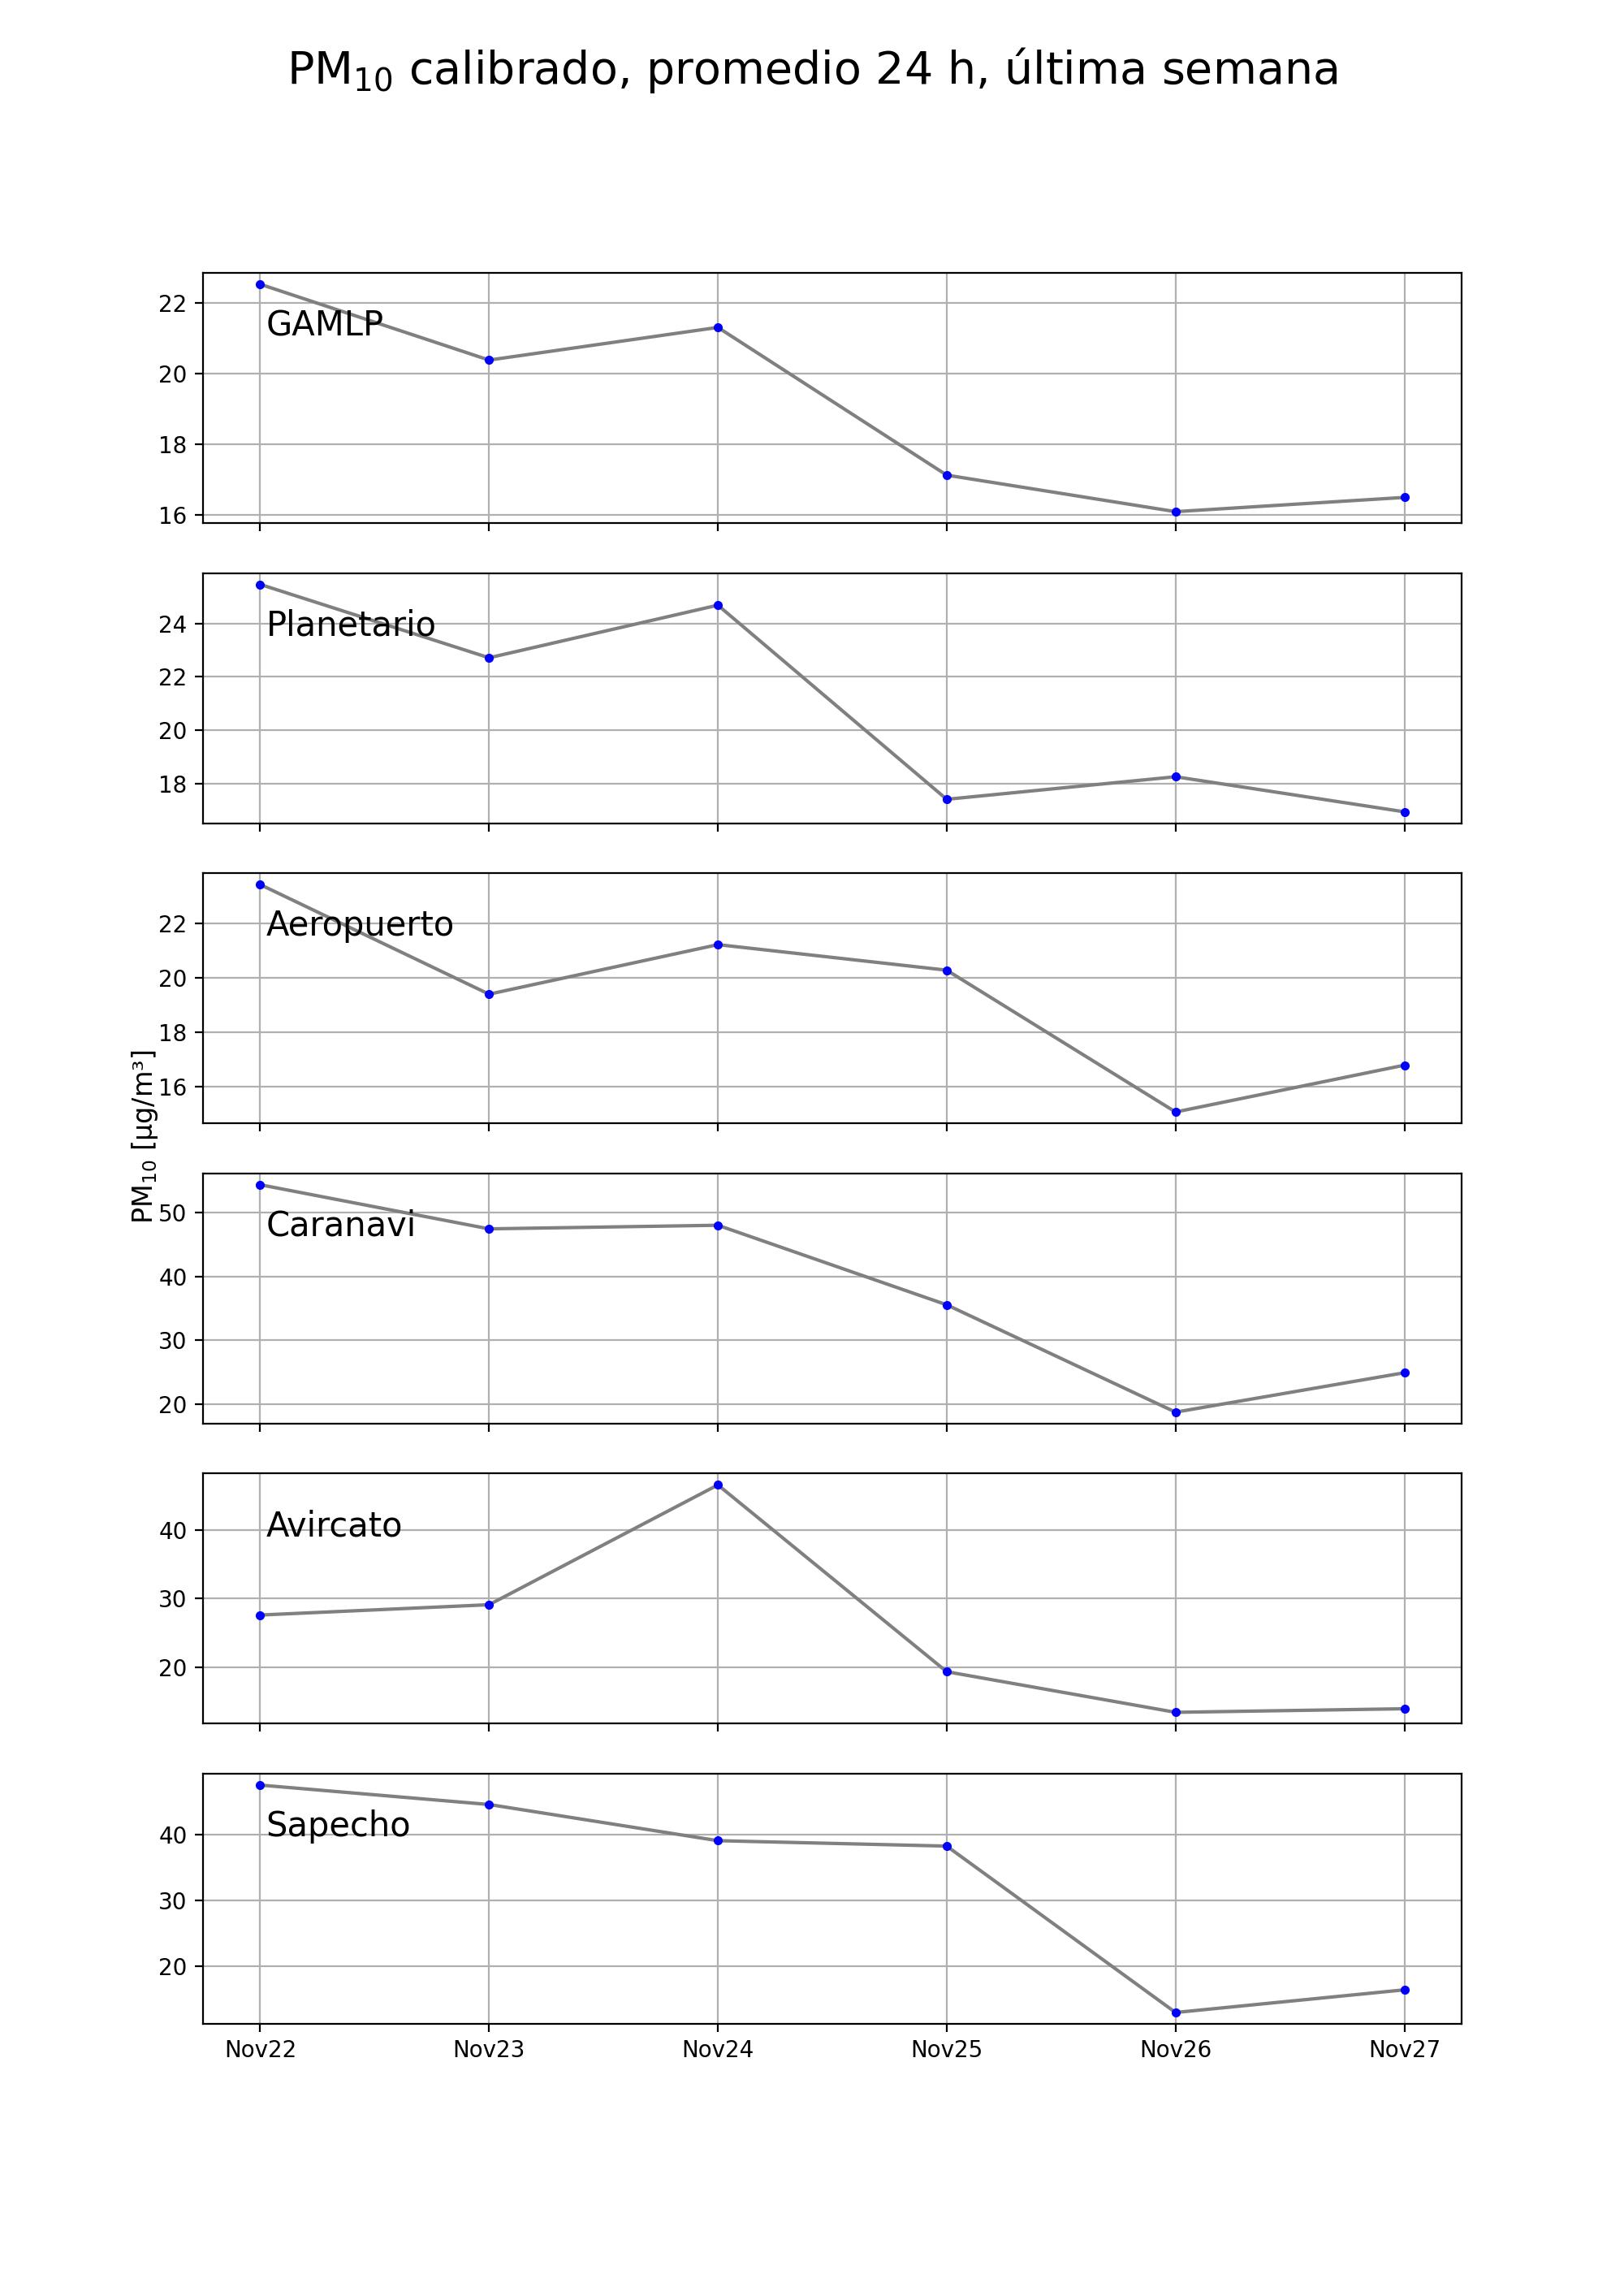 PM₁₀ calibrado, promedio 24 h, última semana
22
20
18
16
GAMLP
24
22
20
18
Planetario
22
20
18
16
Aeropuerto
PM₁₀ [µg/m³]
50
40
30
20
Caranavi
40
30
20
Avircato
40
30
20
Sapecho
Nov22 Nov23 Nov24 Nov25 Nov26 Nov27